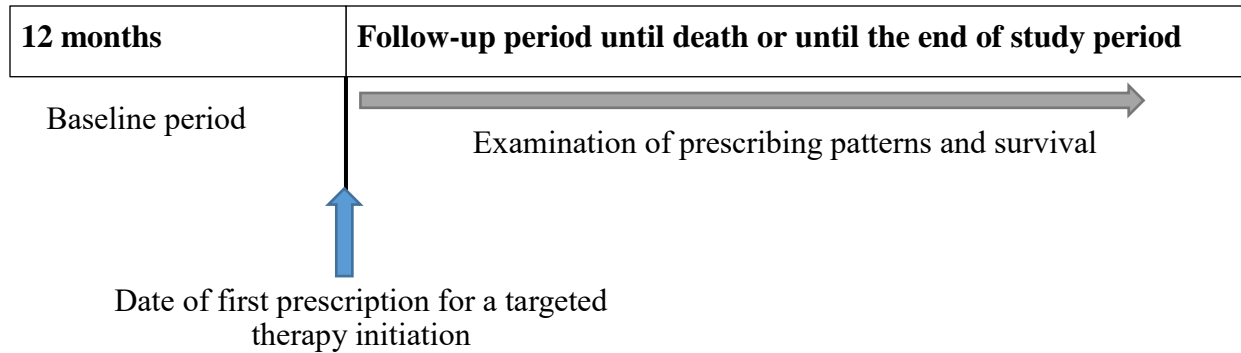 12 months
Follow-up period until death or until the end of study period
Baseline period
Examination of prescribing patterns and survival
Date of first prescription for a targeted
therapy initiation